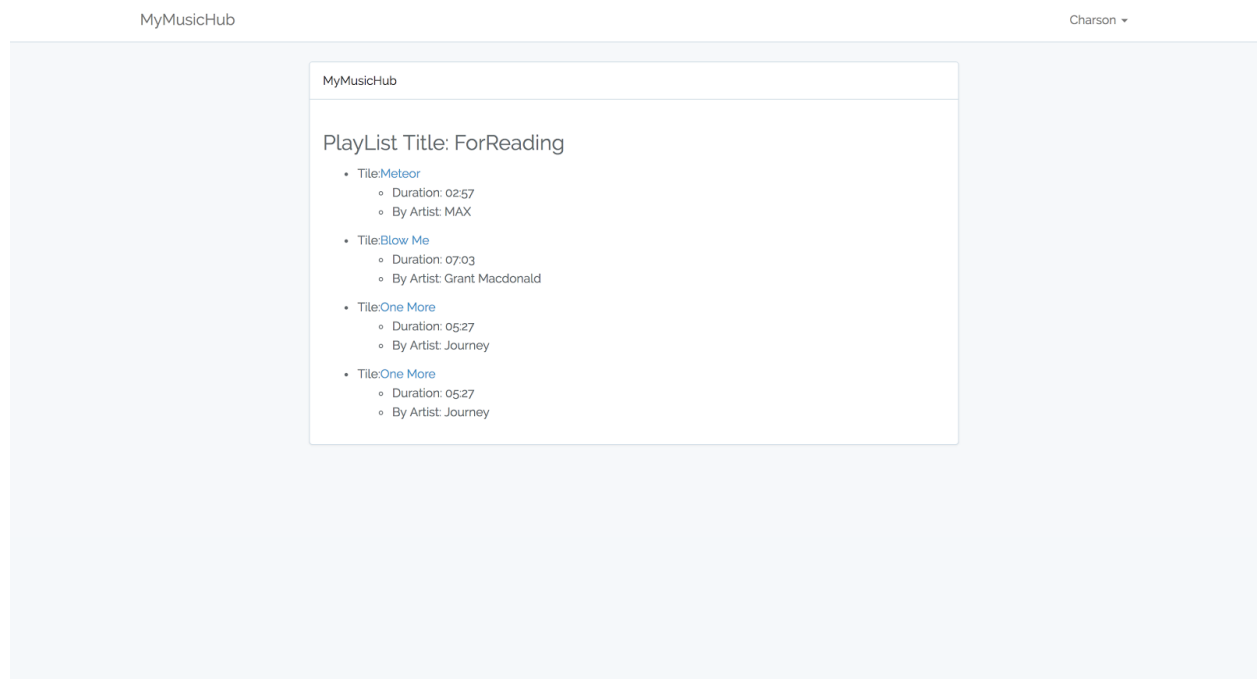 MyMusicHub
Charson
MyMusicHub
PlayList Title: ForReading
Tile:Meteor
Duration: 02:57
By Artist: MAX
Tile:Blow Me
Duration: 07:03
By Artist: Grant Macdonald
Tile:One More
Duration: 05:27
By Artist: Journey
Tile:One More
Duration: 05:27
By Artist: Journey